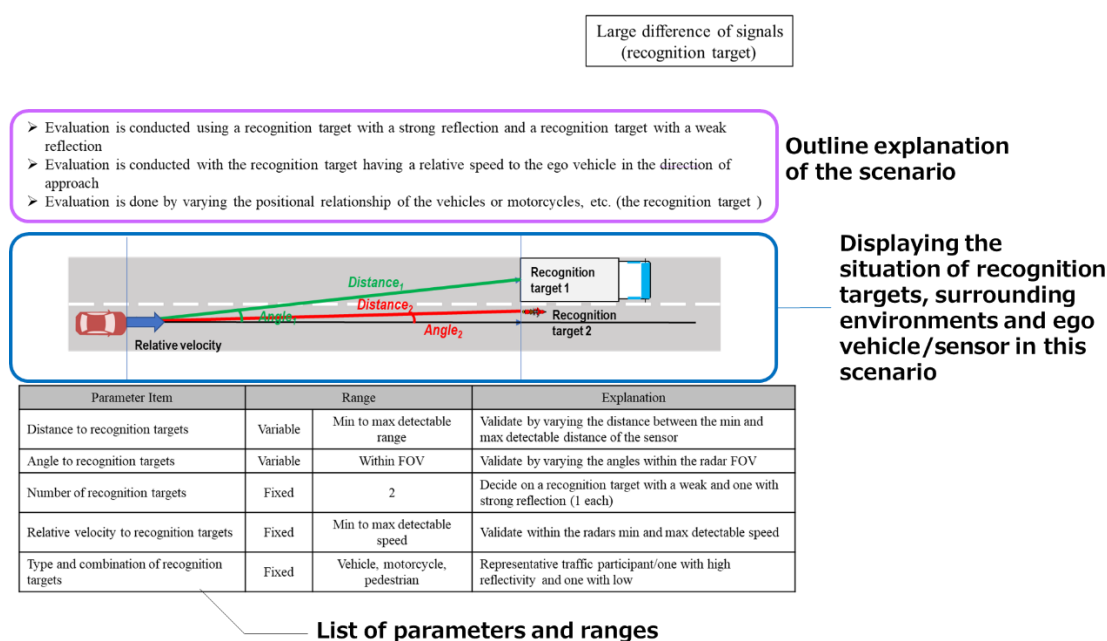 Large difference of signals
(recognition target)
➤ Evaluation is conducted using a recognition target with a strong reflection and a recognition target with a weak
reflection
➤ Evaluation is conducted with the recognition target having a relative speed to the ego vehicle in the direction of
approach
➤ Evaluation is done by varying the positional relationship of the vehicles or motorcycles, etc. (the recognition target )
Outline explanation
of the scenario
Distance1
Recognition
target 1
Distance2
Angle1
Angle2
Recognition
target 2
Relative velocity
Displaying the
situation of recognition
targets, surrounding
environments and ego
vehicle/sensor in this
scenario
Parameter Item Range Explanation
Distance to recognition targets Variable Min to max detectable
range Validate by varying the distance between the min and
max detectable distance of the sensor
Angle to recognition targets Variable Within FOV Validate by varying the angles within the radar FOV
Number of recognition targets Fixed 2 Decide on a recognition target with a weak and one with
strong reflection (1 each)
Relative velocity to recognition targets Fixed Min to max detectable
speed Validate within the radars min and max detectable speed
Type and combination of recognition
targets Fixed Vehicle, motorcycle,
pedestrian Representative traffic participant/one with high
reflectivity and one with low
List of parameters and ranges